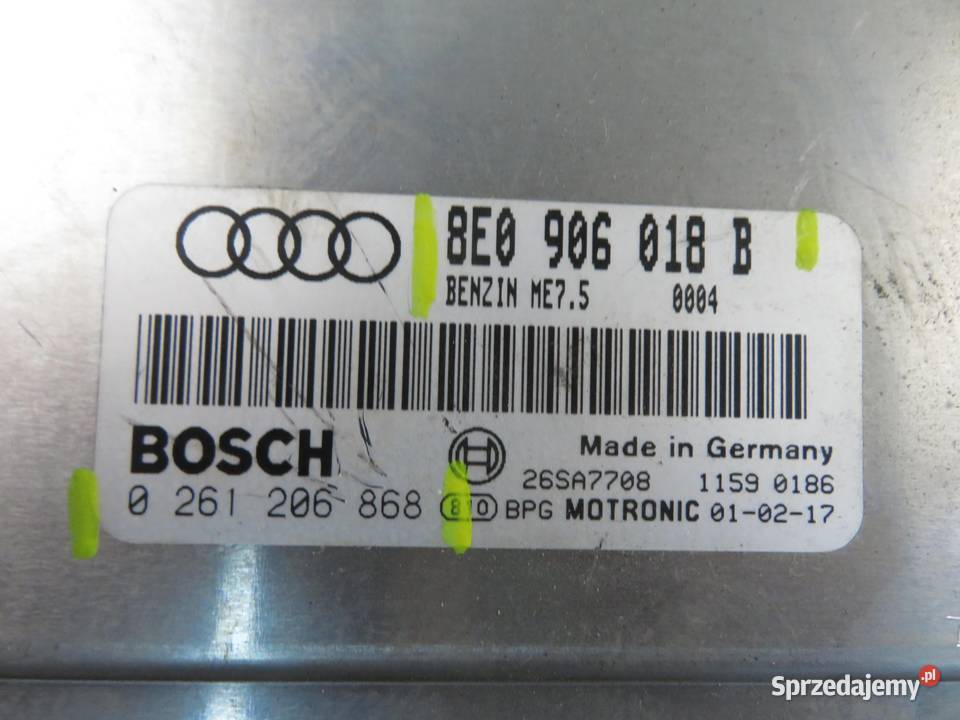 8E0 906 018 B
BENZIN ME7.5 0004
BOSCH
Made in Germany
26SA7708 1159 0186
0 261 206 868 BPG MOTRONIC 01-02-17
Sprzedajemy.pl